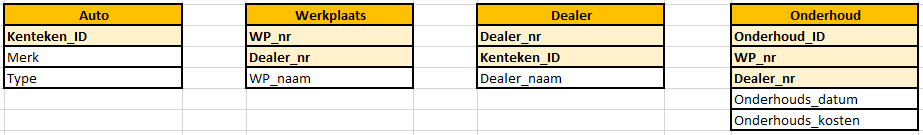 Auto
Kenteken_ID
Merk
Type
Werkplaats
WP_nr
Dealer_nr
WP_naam
Dealer
Dealer_nr
Kenteken_ID
Dealer_naam
Onderhoud
Onderhoud_ID
WP_nr
Dealer_nr
Onderhouds_datum
Onderhouds_kosten